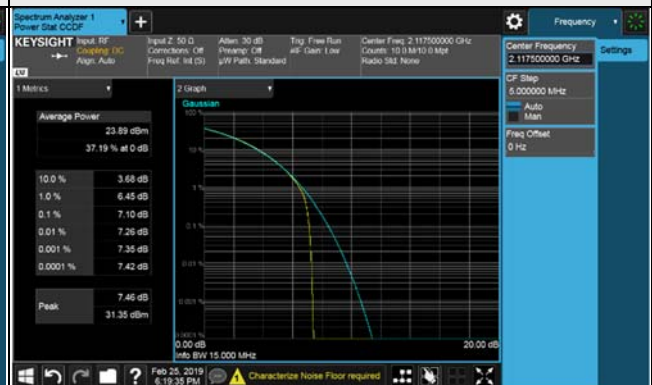 Spectrum Analyzer 1
Power Stat CCDF
Frequency
KEYSIGHT
Input: RF
Coupling: DC
Align: Auto
Input Z: 50 Ω
Corrections: Off
Freq Ref: Int (S)
Atten: 30 dB
Preamp: Off
µW Path: Standard
Trig: Free Run
#IF Gain: Low
Center Freq: 2.117500000 GHz
Counts: 10.0 M/10.0 Mpt
Radio Std: None
LXI
Center Frequency
2.117500000 GHz
Settings
CF Step
5.000000 MHz
Auto
Man
Freq Offset
0 Hz
1 Metrics
2 Graph
Gaussian
Average Power
23.89 dBm
37.19 % at 0 dB
10.0 % 3.68 dB
1.0 % 6.45 dB
0.1 % 7.10 dB
0.01 % 7.26 dB
0.001 % 7.35 dB
0.0001 % 7.42 dB
Peak 7.46 dB
31.35 dBm
100 %
10 %
1 %
0.1 %
0.01 %
0.001 %
0.0001 %
0.00 dB 20.00 dB
Info BW 15.000 MHz
Feb 25, 2019
6:19:35 PM
Characterize Noise Floor required